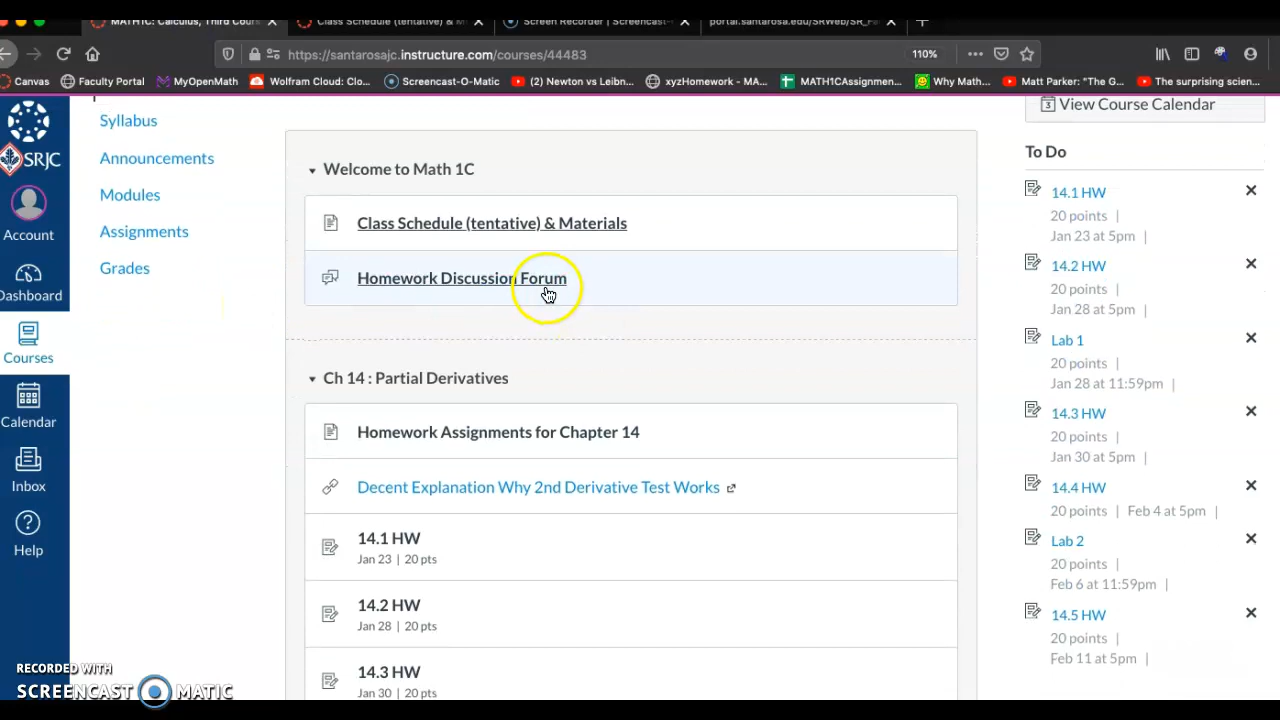 MATH1C: Calculus, Third Cours
Class Schedule (tentative) & M
Screen Recorder | Screencast-
portal.santarosa.edu/SRWeb/SR_
https://santarosajc.instructure.com/courses/44483
110%
Canvas
Faculty Portal
MyOpenMath
Wolfram Cloud: Clo...
Screencast-O-Matic
(2) Newton vs Leibn...
xyzHomework - MA...
MATH1CAssignmen...
Why Math...
Matt Parker: "The G...
The surprising scien...
SRJC
Account
Dashboard
Courses
Calendar
Inbox
Help
Syllabus
Announcements
Modules
Assignments
Grades
Welcome to Math 1C
Class Schedule (tentative) & Materials
Homework Discussion Forum
Ch 14 : Partial Derivatives
Homework Assignments for Chapter 14
Decent Explanation Why 2nd Derivative Test Works
14.1 HW
Jan 23 | 20 pts
14.2 HW
Jan 28 | 20 pts
14.3 HW
Jan 30 | 20 pts
3 View Course Calendar
To Do
14.1 HW
20 points |
Jan 23 at 5pm |
14.2 HW
20 points |
Jan 28 at 5pm |
Lab 1
20 points |
Jan 28 at 11:59pm |
14.3 HW
20 points |
Jan 30 at 5pm |
14.4 HW
20 points | Feb 4 at 5pm |
Lab 2
20 points |
Feb 6 at 11:59pm |
14.5 HW
20 points |
Feb 11 at 5pm |
RECORDED WITH
SCREENCAST MATIC